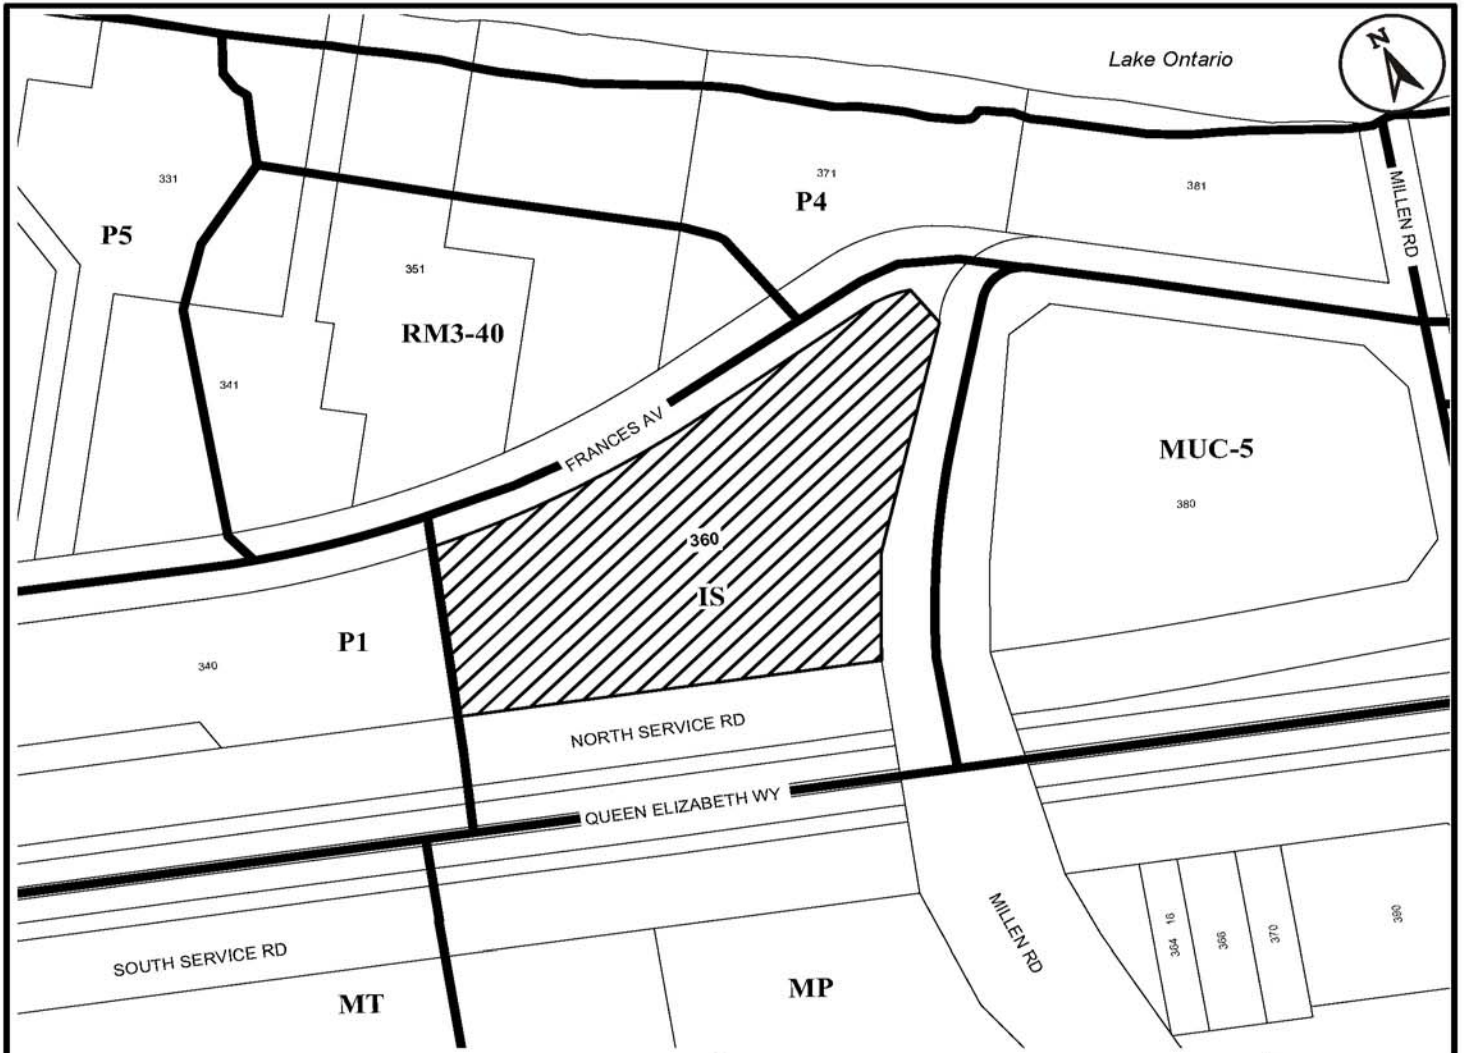 Lake Ontario
N
331
371
P4
381
MILLEN RD
P5
351
RM3-40
341
FRANCES AV
MUC-5
380
360
IS
P1
340
NORTH SERVICE RD
QUEEN ELIZABETH WY
SOUTH SERVICE RD
MT
MP
MILLEN RD
364 16
368
370
390